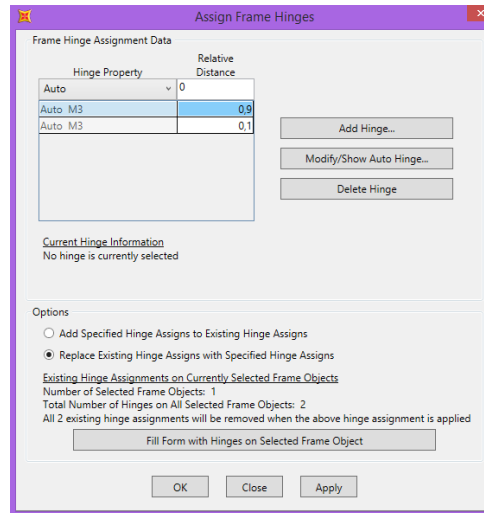 Assign Frame Hinges
Frame Hinge Assignment Data
Relative
Hinge Property Distance
Auto 0
Auto M3 0,9
Auto M3 0,1
Add Hinge...
Modify/Show Auto Hinge...
Delete Hinge
Current Hinge Information
No hinge is currently selected
Options
Add Specified Hinge Assigns to Existing Hinge Assigns
Replace Existing Hinge Assigns with Specified Hinge Assigns
Existing Hinge Assignments on Currently Selected Frame Objects
Number of Selected Frame Objects: 1
Total Number of Hinges on All Selected Frame Objects: 2
All 2 existing hinge assignments will be removed when the above hinge assignment is applied
Fill Form with Hinges on Selected Frame Object
OK Close Apply